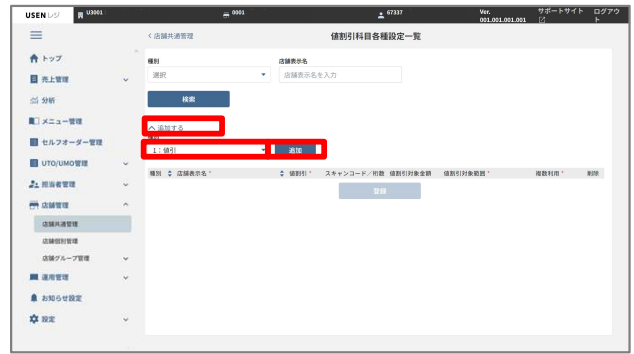 USENレジ U3001 0001 67337 Ver. 001.001.001.001 サポートサイト ログアウト
< 店舗共通管理 値割引科目各種設定一覧
トップ
売上管理
分析
メニュー管理
セルフオーダー管理
UTO/UMO管理
担当者管理
店舗管理
店舗共通管理
店舗個別管理
店舗グループ管理
運用管理
お知らせ設定
設定
種別 店舗表示名
選択 店舗表示名を入力
検索
追加する
1：値引 追加
種別 店舗表示名 * 値割引 * スキャンコード／桁数 値割引対象金額 値割引対象範囲 * 複数利用 * 削除
登録